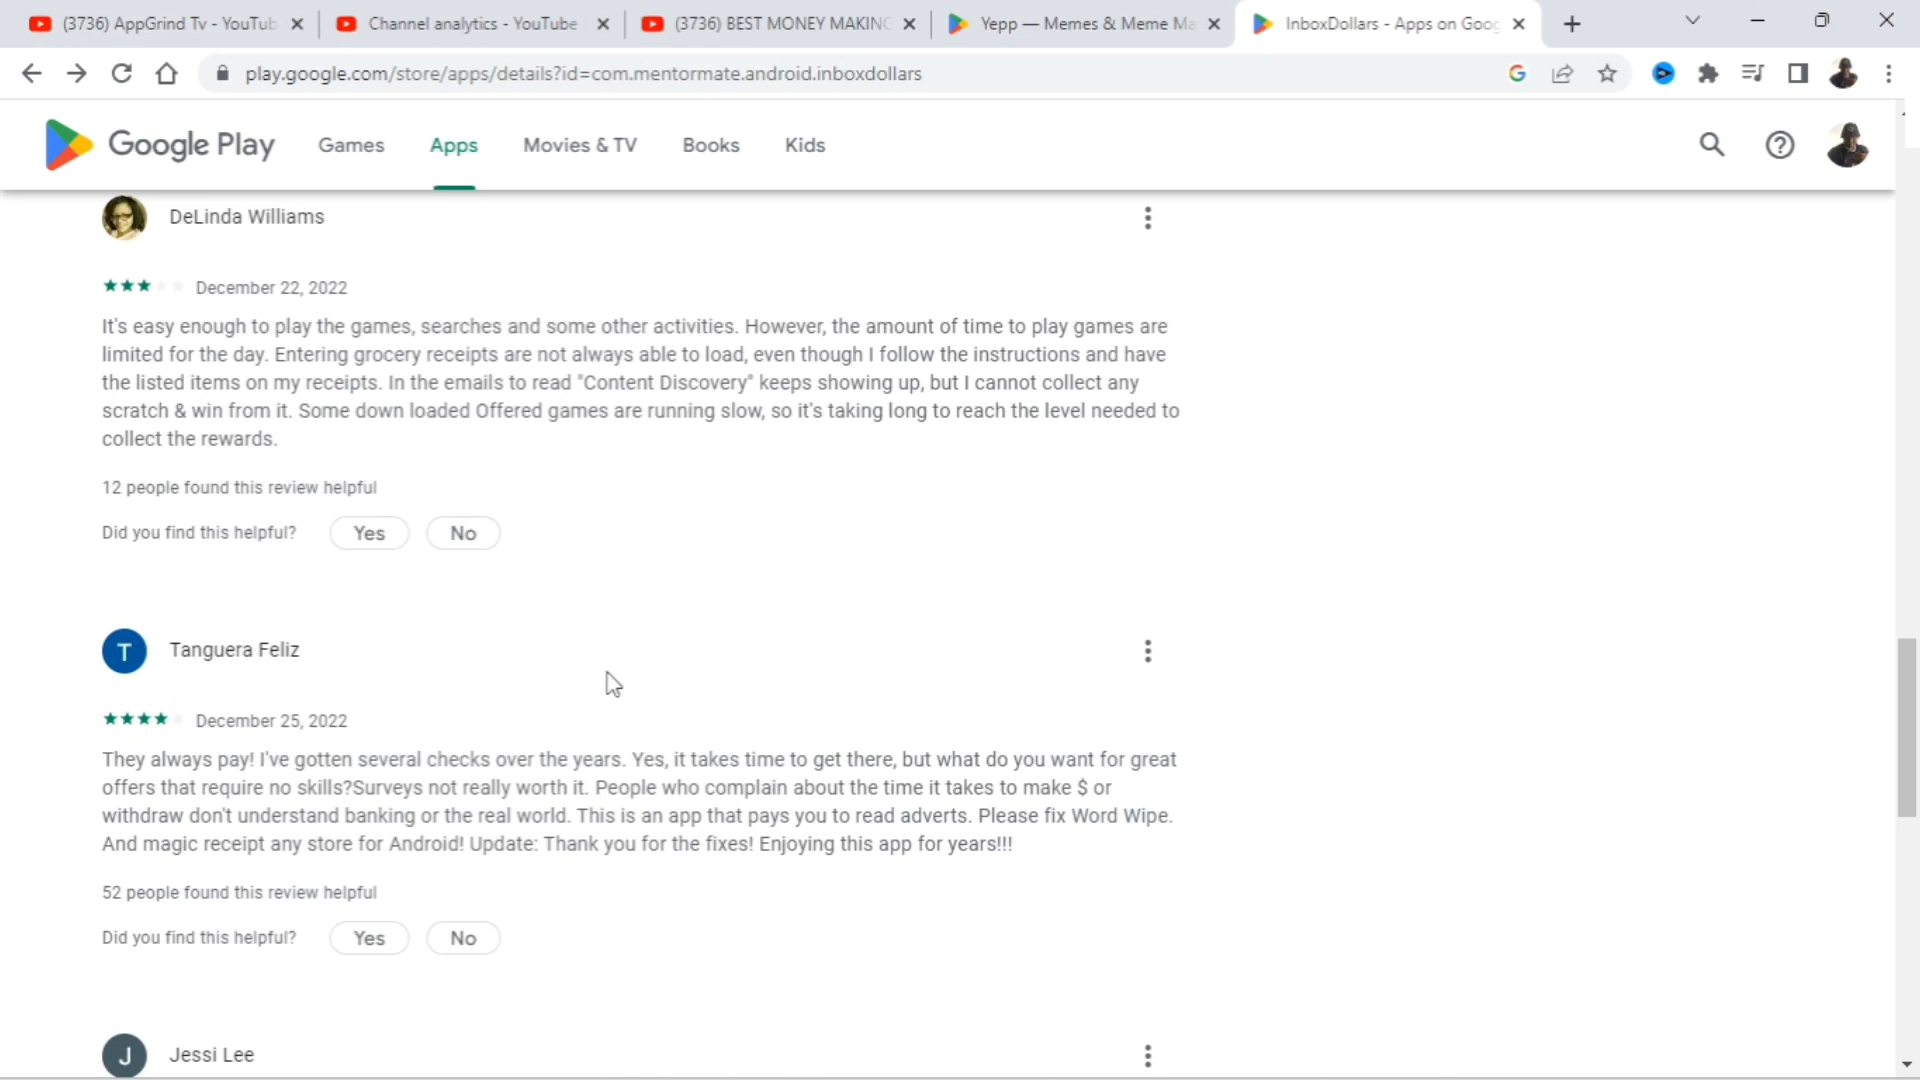 (3736) AppGrind Tv - YouTub
Channel analytics - YouTube
(3736) BEST MONEY MAKING
Yepp — Memes & Meme Ma
InboxDollars - Apps on Goog
play.google.com/store/apps/details?id=com.mentormate.android.inboxdollars
Google Play
Games
Apps
Movies & TV
Books
Kids
DeLinda Williams
December 22, 2022
It's easy enough to play the games, searches and some other activities. However, the amount of time to play games are
limited for the day. Entering grocery receipts are not always able to load, even though I follow the instructions and have
the listed items on my receipts. In the emails to read "Content Discovery" keeps showing up, but I cannot collect any
scratch & win from it. Some down loaded Offered games are running slow, so it's taking long to reach the level needed to
collect the rewards.
12 people found this review helpful
Did you find this helpful?
Yes
No
T
Tanguera Feliz
December 25, 2022
They always pay! I've gotten several checks over the years. Yes, it takes time to get there, but what do you want for great
offers that require no skills?Surveys not really worth it. People who complain about the time it takes to make $ or
withdraw don't understand banking or the real world. This is an app that pays you to read adverts. Please fix Word Wipe.
And magic receipt any store for Android! Update: Thank you for the fixes! Enjoying this app for years!!!
52 people found this review helpful
Did you find this helpful?
Yes
No
J
Jessi Lee